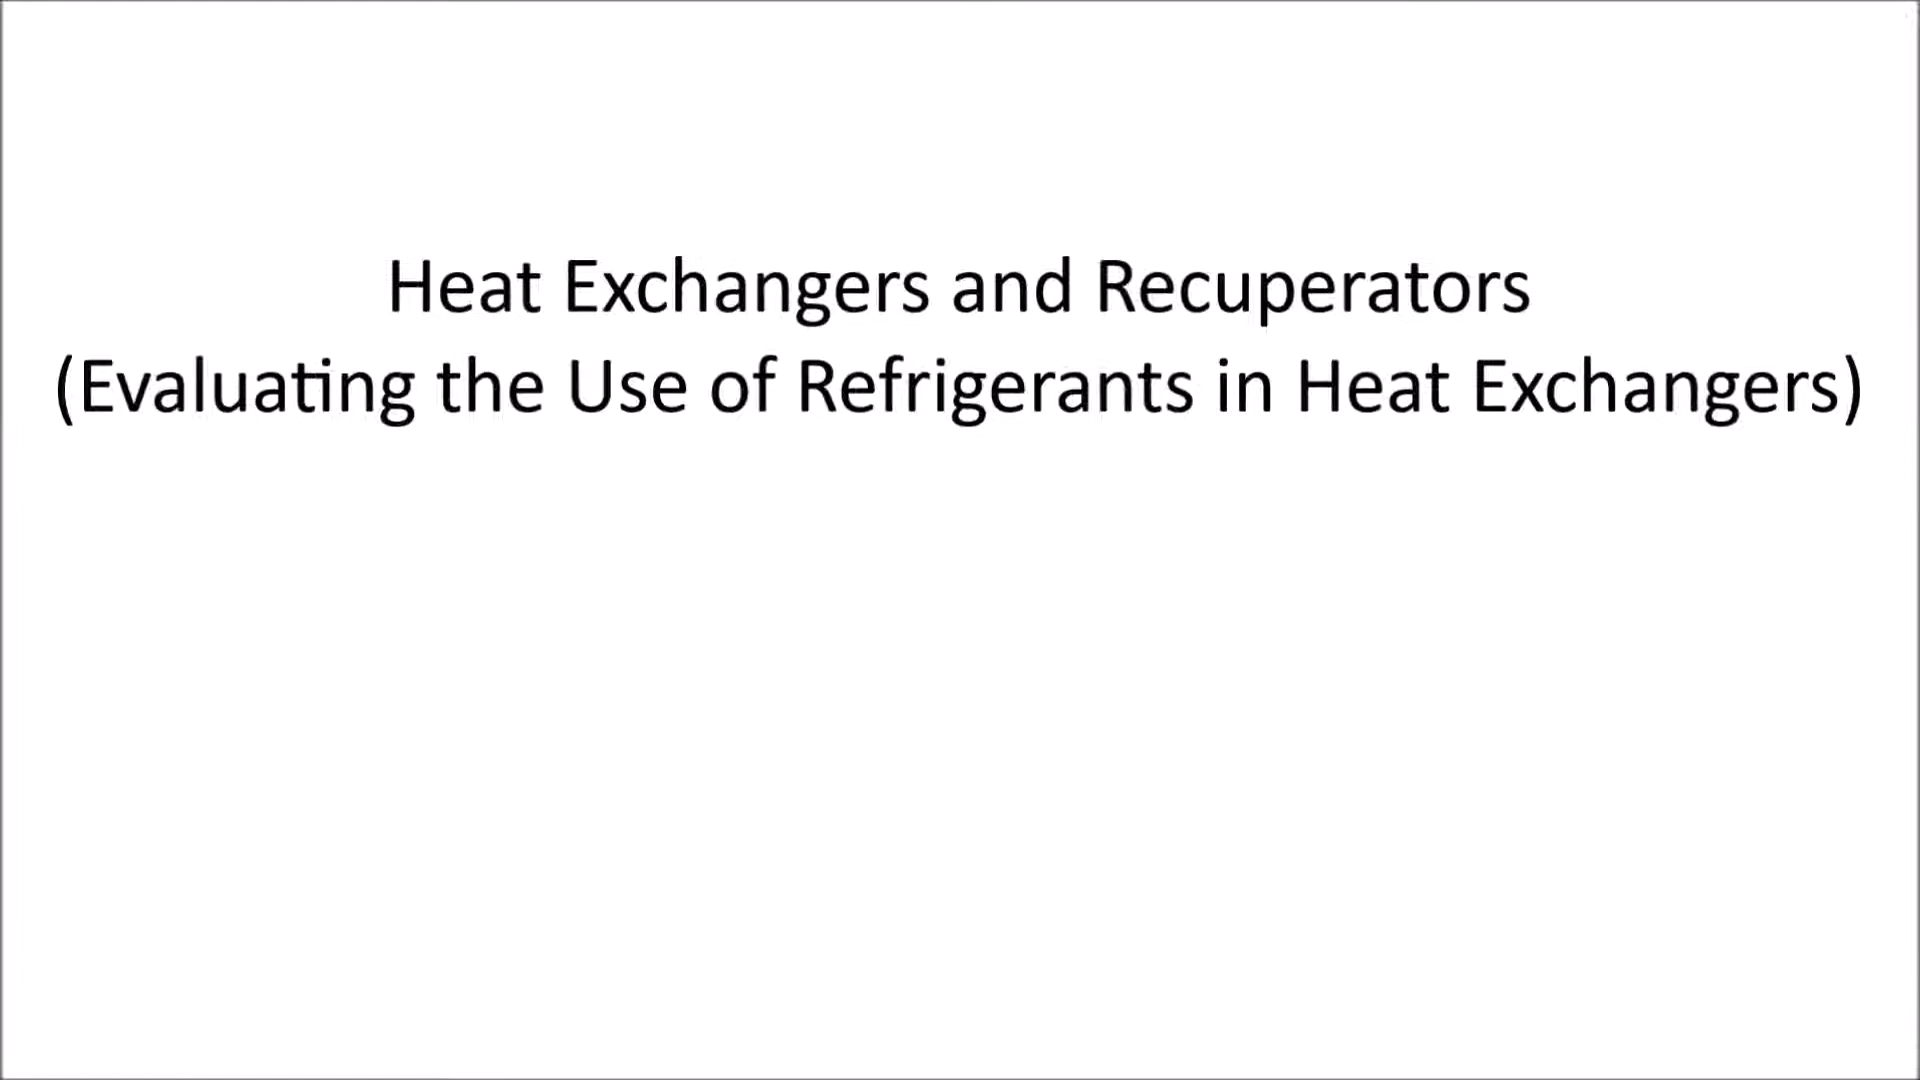 Heat Exchangers and Recuperators
(Evaluating the Use of Refrigerants in Heat Exchangers)